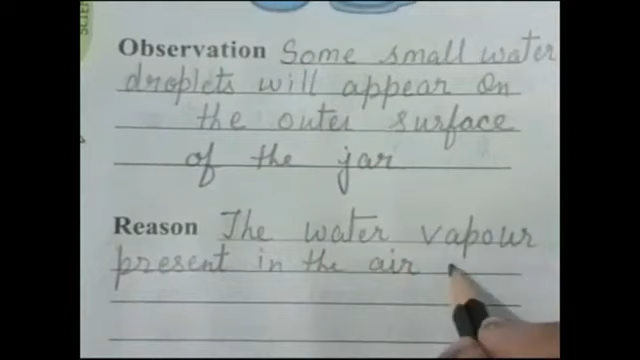 SCIEN
Observation Some small water
droplets will appear on
the outer surface
of the jar
Reason The water vapour
present in the air